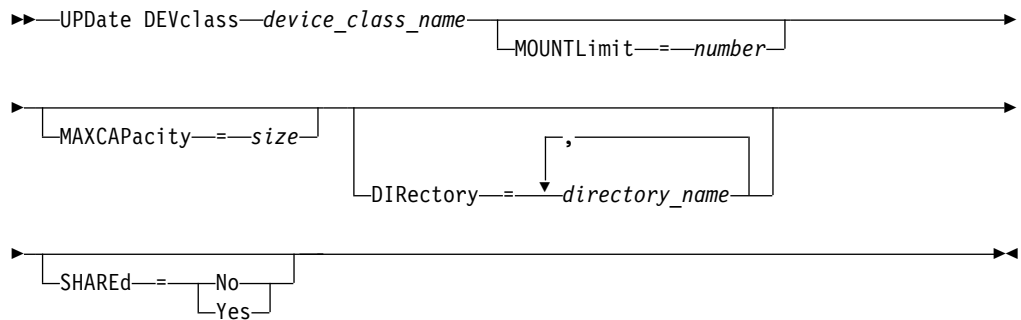 UPDate DEVclass device_class_name
MOUNTLimit = number
MAXCAPacity = size
,
DIRectory = directory_name
SHAREd = No
Yes